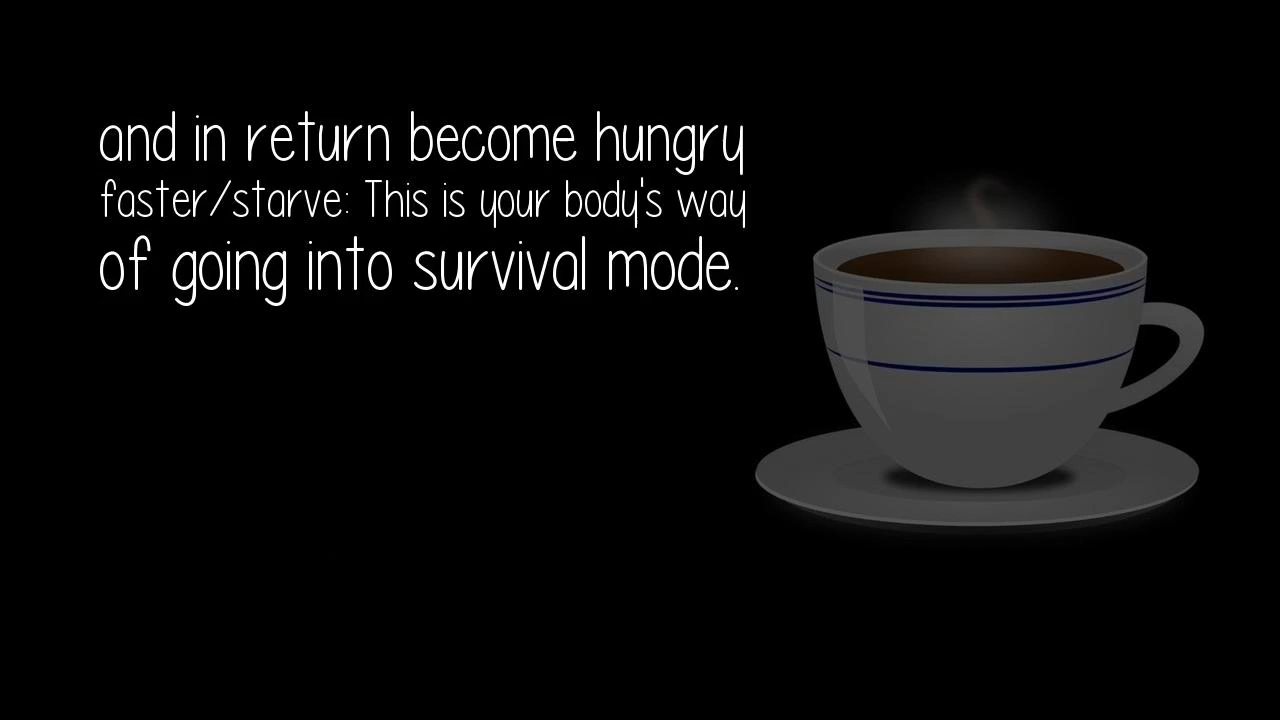 and in return become hungry
faster/starve: This is your body's way
of going into survival mode.